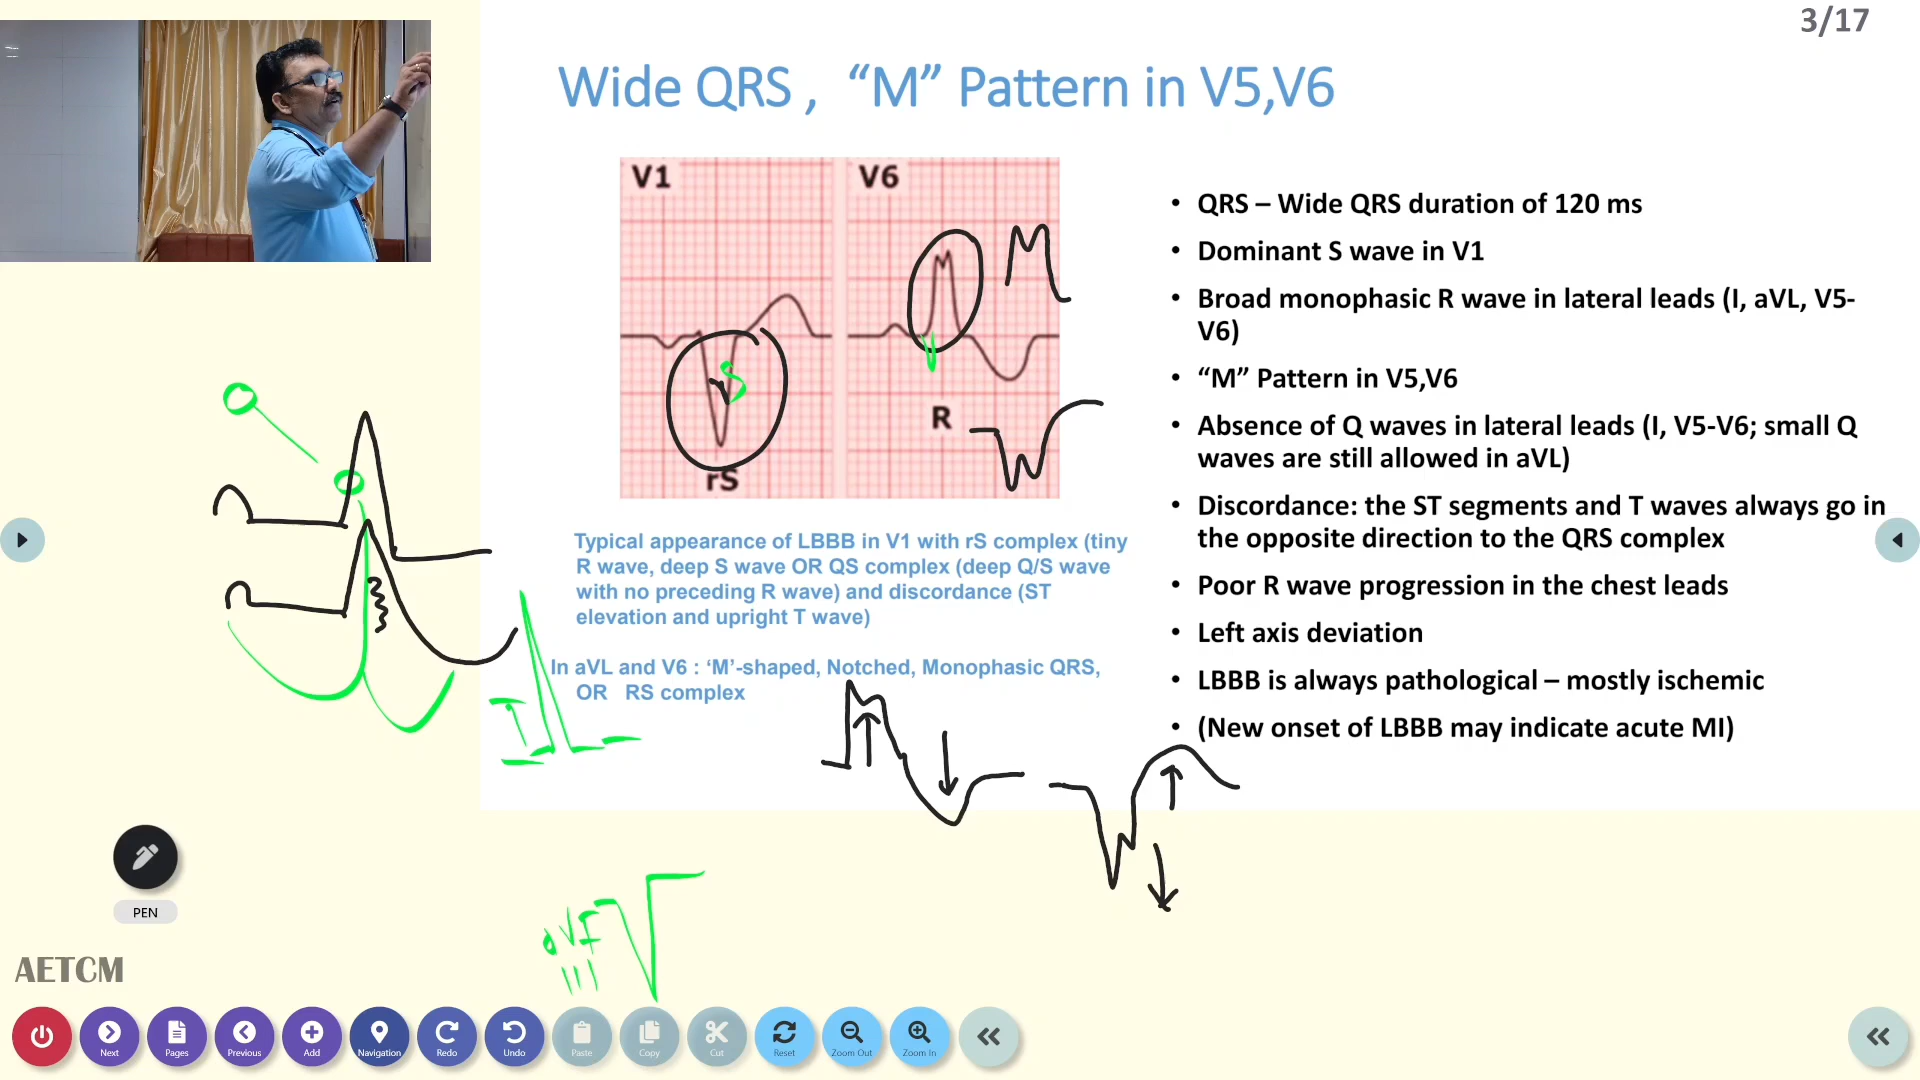 3/17
Wide QRS , “M” Pattern in V5,V6
V1
V6
M
r
S
R
rS
• QRS – Wide QRS duration of 120 ms
• Dominant S wave in V1
• Broad monophasic R wave in lateral leads (I, aVL, V5-
V6)
• “M” Pattern in V5,V6
• Absence of Q waves in lateral leads (I, V5-V6; small Q
waves are still allowed in aVL)
• Discordance: the ST segments and T waves always go in
the opposite direction to the QRS complex
• Poor R wave progression in the chest leads
• Left axis deviation
• LBBB is always pathological – mostly ischemic
• (New onset of LBBB may indicate acute MI)
Typical appearance of LBBB in V1 with rS complex (tiny
R wave, deep S wave OR QS complex (deep Q/S wave
with no preceding R wave) and discordance (ST
elevation and upright T wave)
In aVL and V6 : ‘M’-shaped, Notched, Monophasic QRS,
OR RS complex
I
aVF
III
PEN
AETCM
Next
Pages
Previous
Add
Navigation
Redo
Undo
Paste
Copy
Cut
Reset
Zoom Out
Zoom In